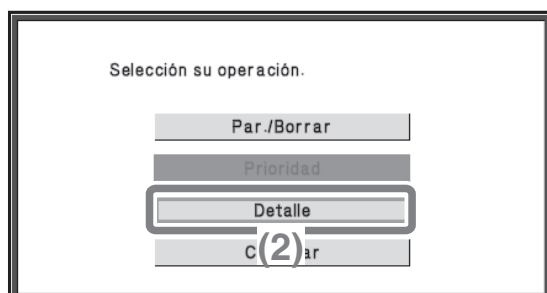 Selección su operación.
Par./Borrar
Prioridad
Detalle
(2)